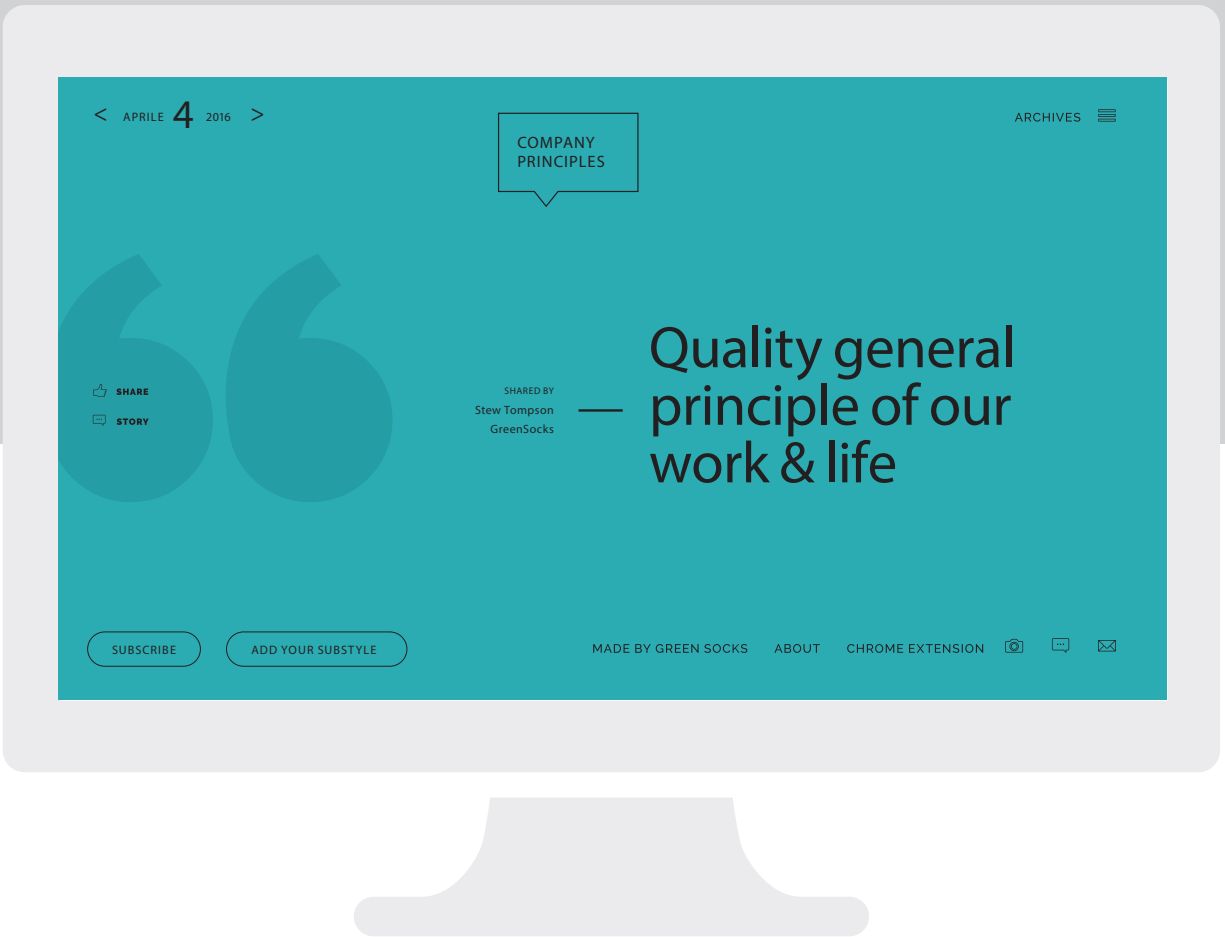 < APRILE 4 2016 >
ARCHIVES
COMPANY
PRINCIPLES
SHARE
STORY
SHARED BY
Stew Tompson
GreenSocks
Quality general
principle of our
work & life
SUBSCRIBE
ADD YOUR SUBSTYLE
MADE BY GREEN SOCKS
ABOUT
CHROME EXTENSION